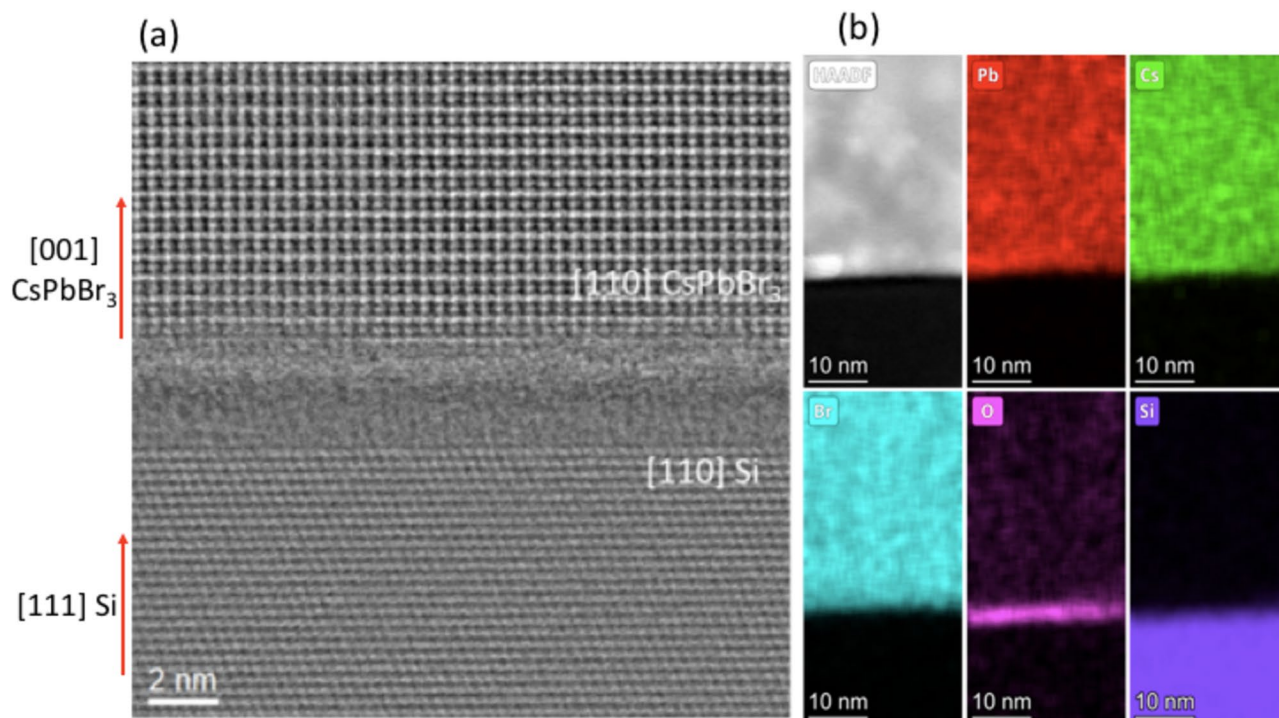 (a)
[001]
CsPbBr₃
[110] CsPbBr₃
[110] Si
[111] Si
2 nm
(b)
HAADF
Pb
Cs
10 nm
10 nm
10 nm
Br
O
Si
10 nm
10 nm
10 nm